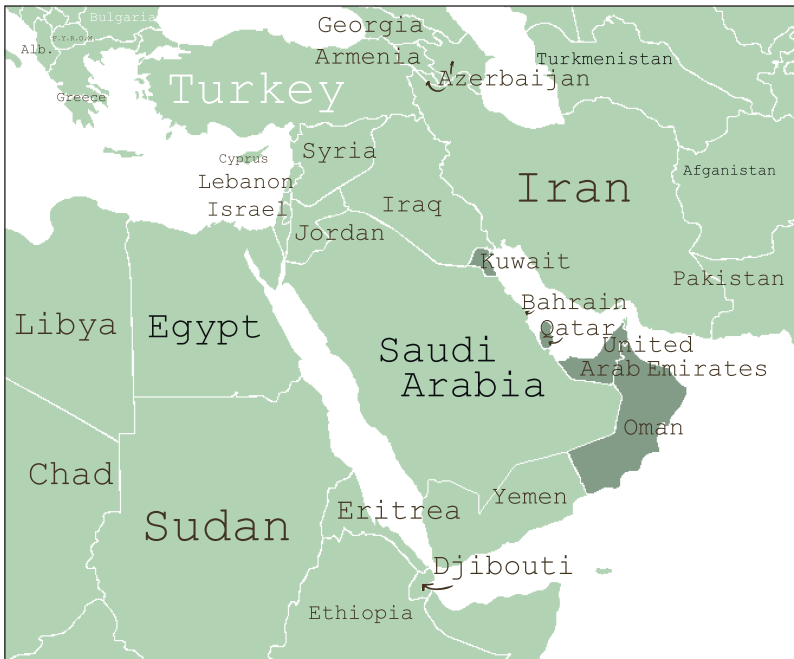 Bulgaria
Georgia
F.Y.R.O.M.
Alb.
Armenia
Turkmenistan
Azerbaijan
Turkey
Greece
Syria
Cyprus
Afganistan
Lebanon
Iran
Iraq
Israel
Jordan
Kuwait
Pakistan
Bahrain
Libya
Egypt
Qatar
United
Arab Emirates
Saudi
Arabia
Oman
Chad
Yemen
Eritrea
Sudan
Djibouti
Ethiopia